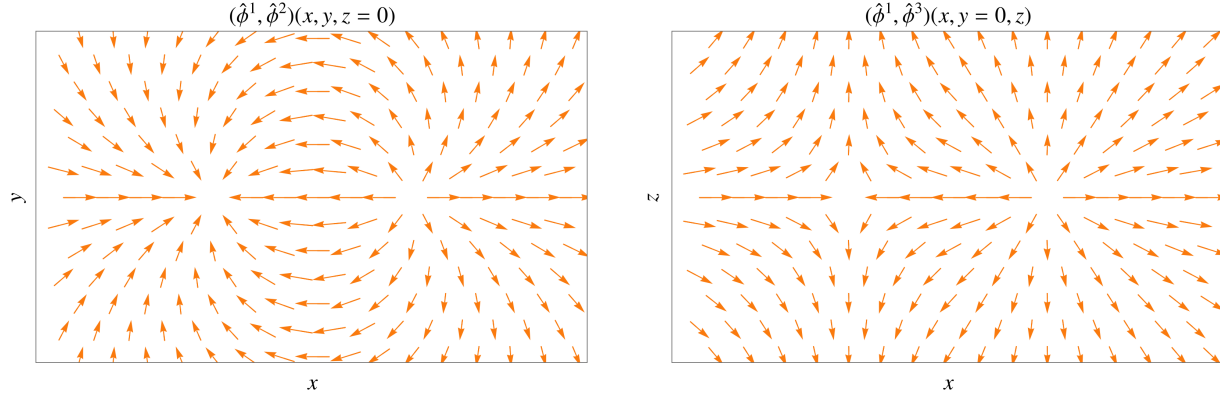 (ϕ̂¹, ϕ̂²)(x, y, z = 0)
y
x
(ϕ̂¹, ϕ̂³)(x, y = 0, z)
z
x